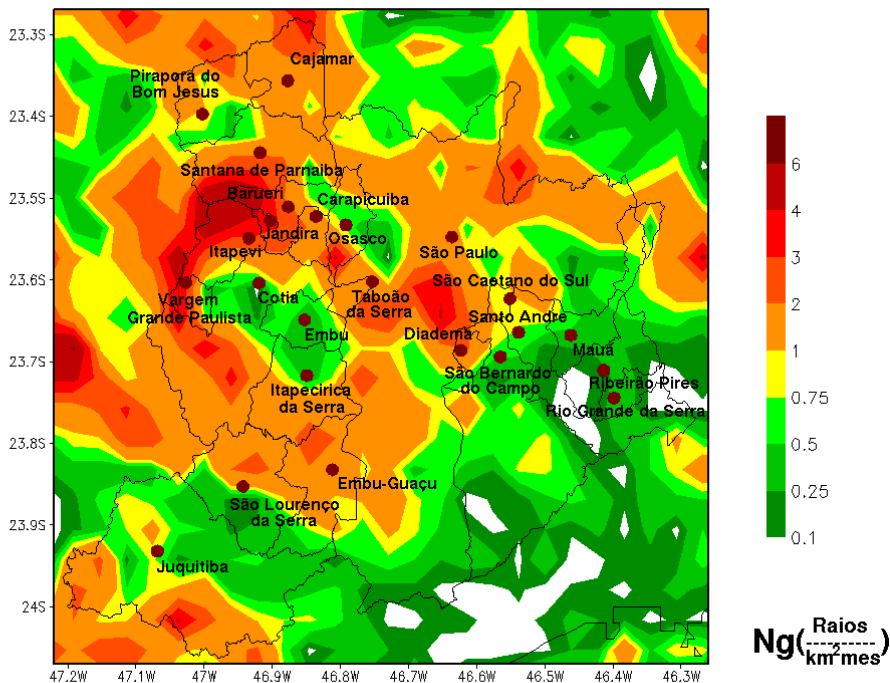 23.3S
23.4S
23.5S
23.6S
23.7S
23.8S
23.9S
24S
47.2W
47.1W
47W
46.9W
46.8W
46.7W
46.6W
46.5W
46.4W
46.3W
Cajamar
Pirapora do
Bom Jesus
Santana de Parnaiba
Barueri
Carapicuiba
Jandira
Osasco
Itapevi
São Paulo
São Caetano do Sul
Vargem
Grande Paulista
Cotia
Taboão
da Serra
Santo Andre
Embu
Diadema
Mauá
São Bernardo
do Campo
Ribeirão Pires
Itapecirica
da Serra
Rio Grande da Serra
Embu-Guaçu
São Lourenço
da Serra
Juquitiba
6
4
3
2
1
0.75
0.5
0.25
0.1
Ng(Raios
km²mes)